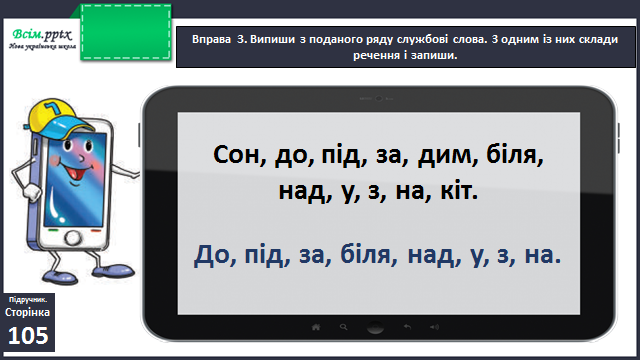 Всім.pptx
Нова українська школа
Вправа 3. Випиши з поданого ряду службові слова. З одним із них склади
речення і запиши.
Сон, до, під, за, дим, біля,
над, у, з, на, кіт.
До, під, за, біля, над, у, з, на.
Підручник.
Сторінка
105